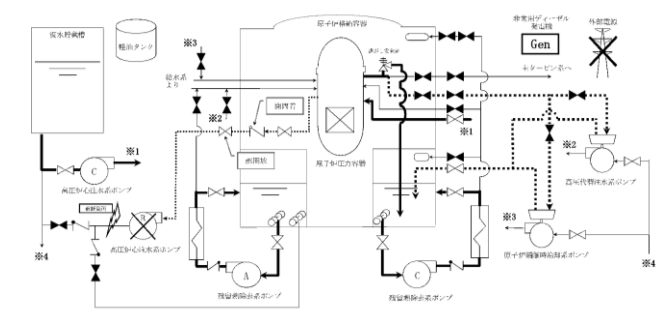 原子炉格納容器
非常用ディーゼル
発電機
外部電源
復水貯蔵槽
軽油タンク
※3
Gen
主タービン系へ
給水系
より
※2
※1
※1
※2
原子炉圧力容器
C
高圧炉心注水系ポンプ
C
高圧代替注水系ポンプ
B
※3
※4
高圧炉心注水系ポンプ
A
C
※4
原子炉隔離時冷却系ポンプ
残留熱除去系ポンプ
残留熱除去系ポンプ